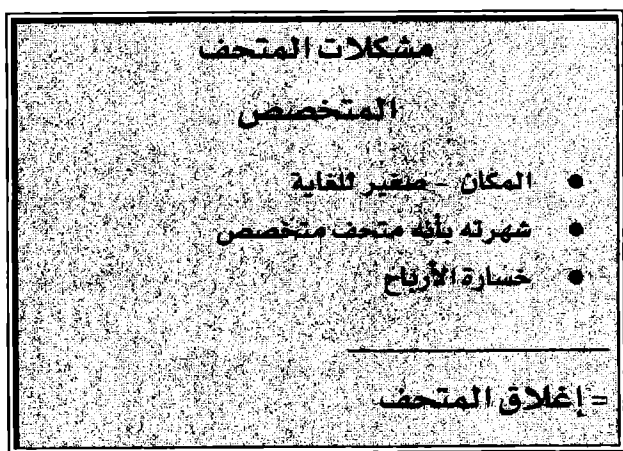 مشكلات المتحف
المتخصص
● المكان - صغير للغاية
● شهرته بأنه متحف متخصص
● خسارة الأرباح
= إغلاق المتحف